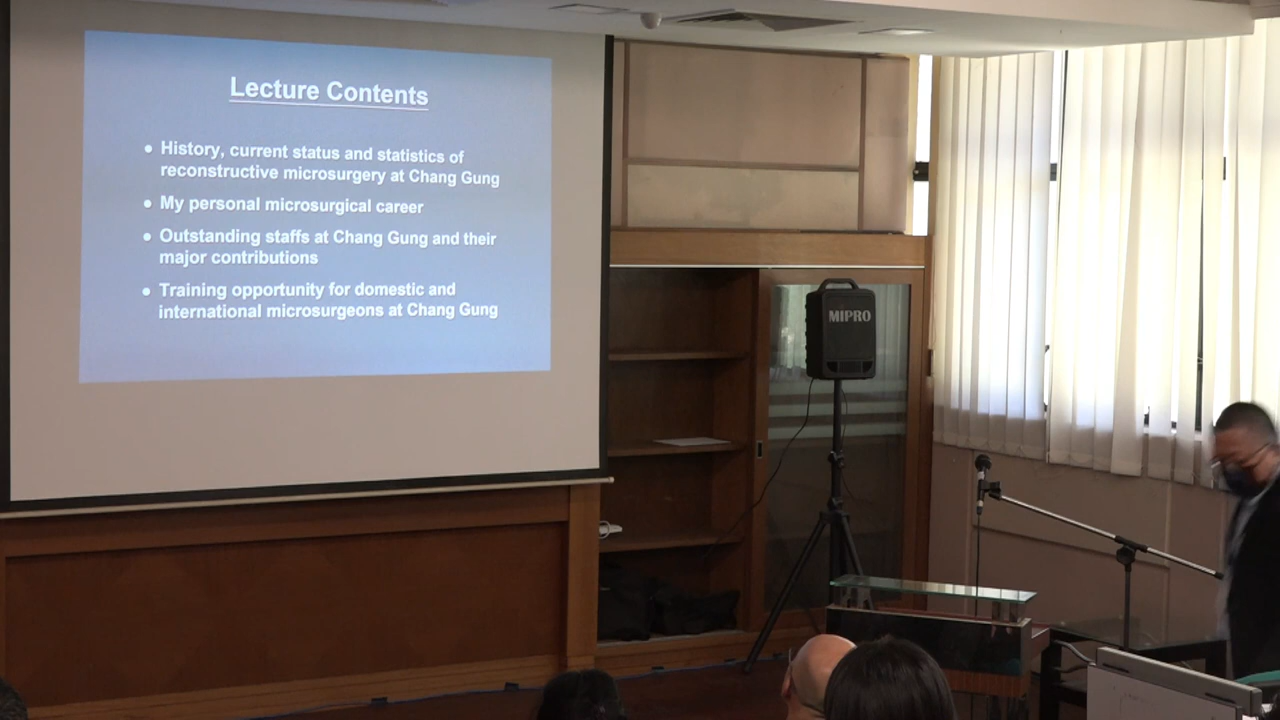 Lecture Contents
• History, current status and statistics of
reconstructive microsurgery at Chang Gung
• My personal microsurgical career
• Outstanding staffs at Chang Gung and their
major contributions
• Training opportunity for domestic and
international microsurgeons at Chang Gung
MIPRO